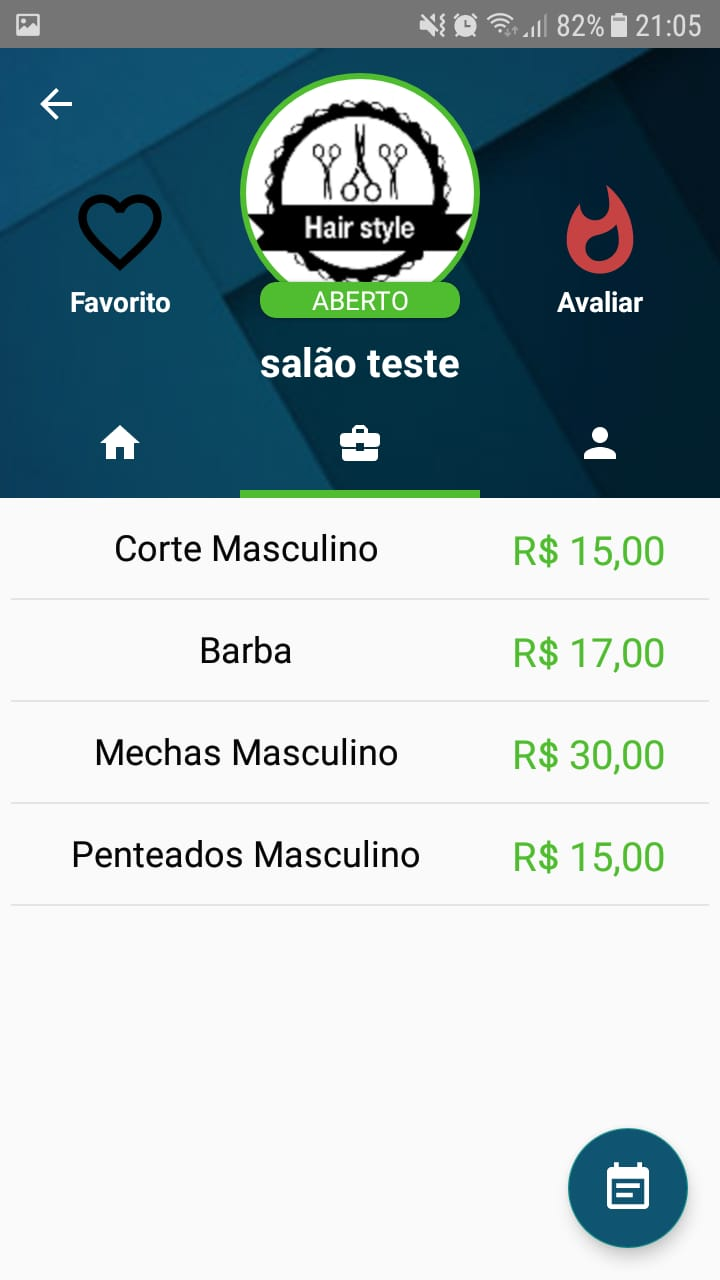 82% 21:05
Hair style
ABERTO
Favorito
Avaliar
salão teste
Corte Masculino R$ 15,00
Barba R$ 17,00
Mechas Masculino R$ 30,00
Penteados Masculino R$ 15,00